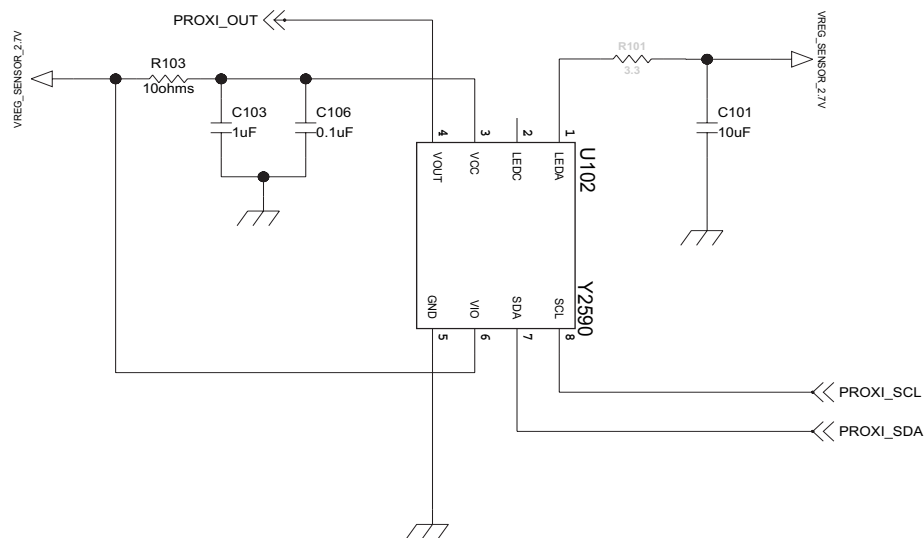 PROXI_OUT
VREG_SENSOR_2.7V
R103
10ohms
C103
1uF
C106
0.1uF
R101
3.3
VREG_SENSOR_2.7V
C101
10uF
4
3
2
1
VOUT
VCC
LEDC
LEDA
U102
GND
VIO
SDA
SCL
Y2590
5
6
7
8
PROXI_SCL
PROXI_SDA